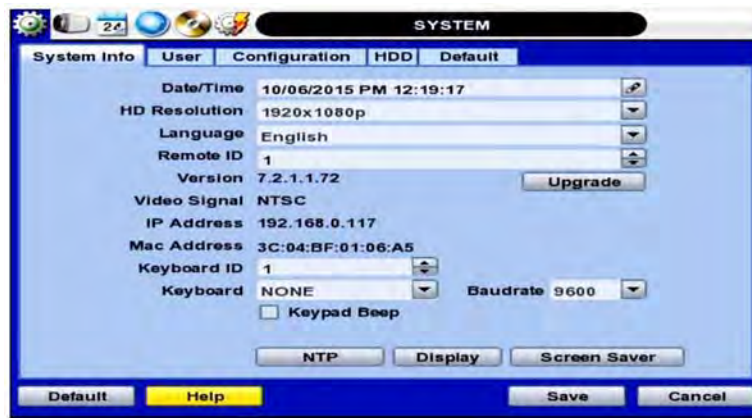 24
SYSTEM
System Info User Configuration HDD Default
Date/Time 10/06/2015 PM 12:19:17
HD Resolution 1920x1080p
Language English
Remote ID 1
Version 7.2.1.1.72 Upgrade
Video Signal NTSC
IP Address 192.168.0.117
Mac Address 3C:04:BF:01:06:A5
Keyboard ID 1
Keyboard NONE Baudrate 9600
Keypad Beep
NTP Display Screen Saver
Default Help Save Cancel